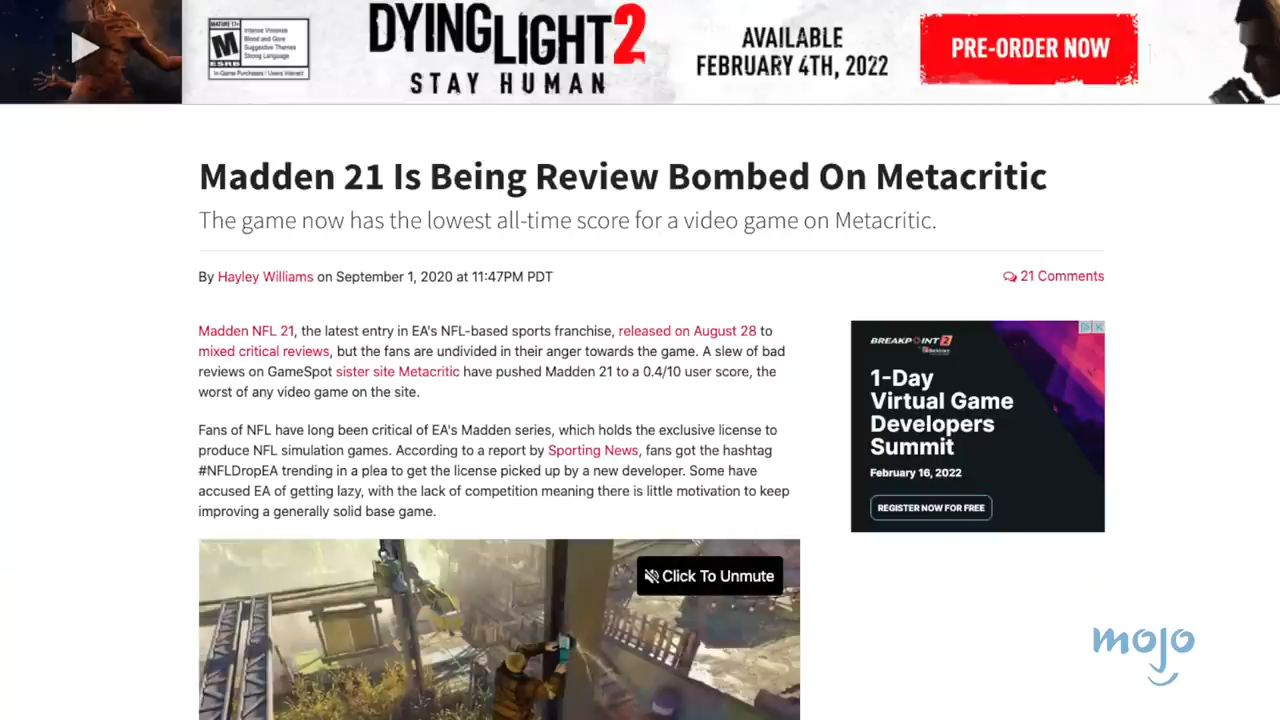 MATURE 17+
M
ESRB
Intense Violence
Blood and Gore
Suggestive Themes
Strong Language
In-Game Purchases / Users Interact
DYING LIGHT 2
STAY HUMAN
AVAILABLE
FEBRUARY 4TH, 2022
PRE-ORDER NOW
Madden 21 Is Being Review Bombed On Metacritic
The game now has the lowest all-time score for a video game on Metacritic.
By Hayley Williams on September 1, 2020 at 11:47PM PDT
21 Comments
Madden NFL 21, the latest entry in EA's NFL-based sports franchise, released on August 28 to
mixed critical reviews, but the fans are undivided in their anger towards the game. A slew of bad
reviews on GameSpot sister site Metacritic have pushed Madden 21 to a 0.4/10 user score, the
worst of any video game on the site.
Fans of NFL have long been critical of EA's Madden series, which holds the exclusive license to
produce NFL simulation games. According to a report by Sporting News, fans got the hashtag
#NFLDropEA trending in a plea to get the license picked up by a new developer. Some have
accused EA of getting lazy, with the lack of competition meaning there is little motivation to keep
improving a generally solid base game.
BREAKPOINT 2
1-Day
Virtual Game
Developers
Summit
February 16, 2022
REGISTER NOW FOR FREE
Click To Unmute
mojo